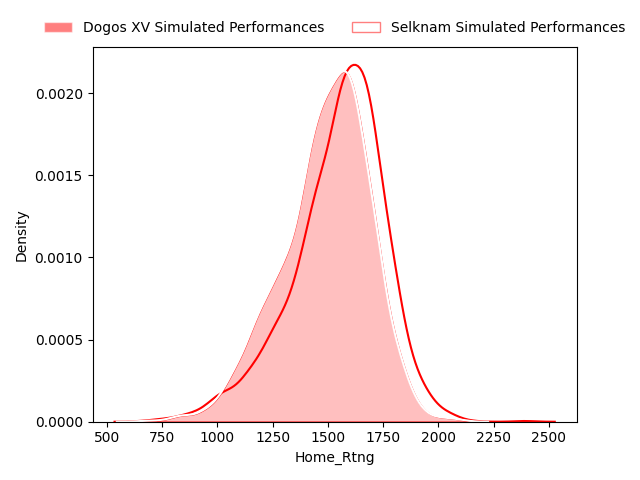 Dogos XV Simulated Performances Selknam Simulated Performances
0.0020
0.0015
0.0010
0.0005
0.0000
Density
500 750 1000 1250 1500 1750 2000 2250 2500
Home_Rtng